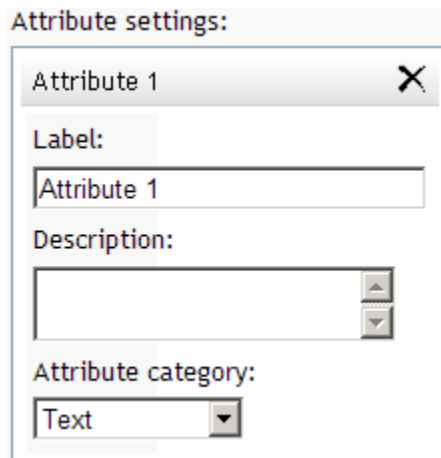 Attribute settings:
Attribute 1
Label:
Attribute 1
Description:
Attribute category:
Text